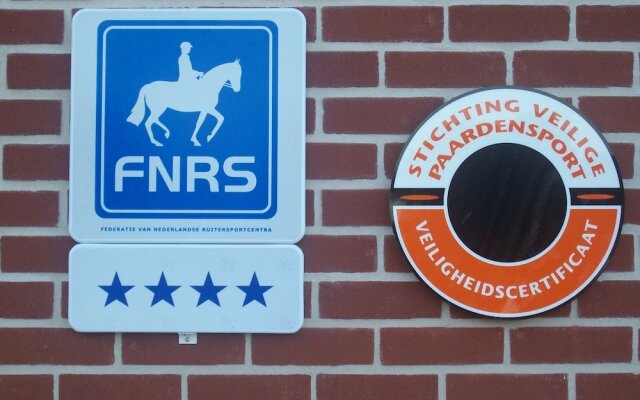 FNRS
FEDERATIE VAN NEDERLANDSE RUITERSPORTCENTRA
STICHTING VEILIGE
PAARDENSPORT
VEILIGHEIDSCERTIFICAAT